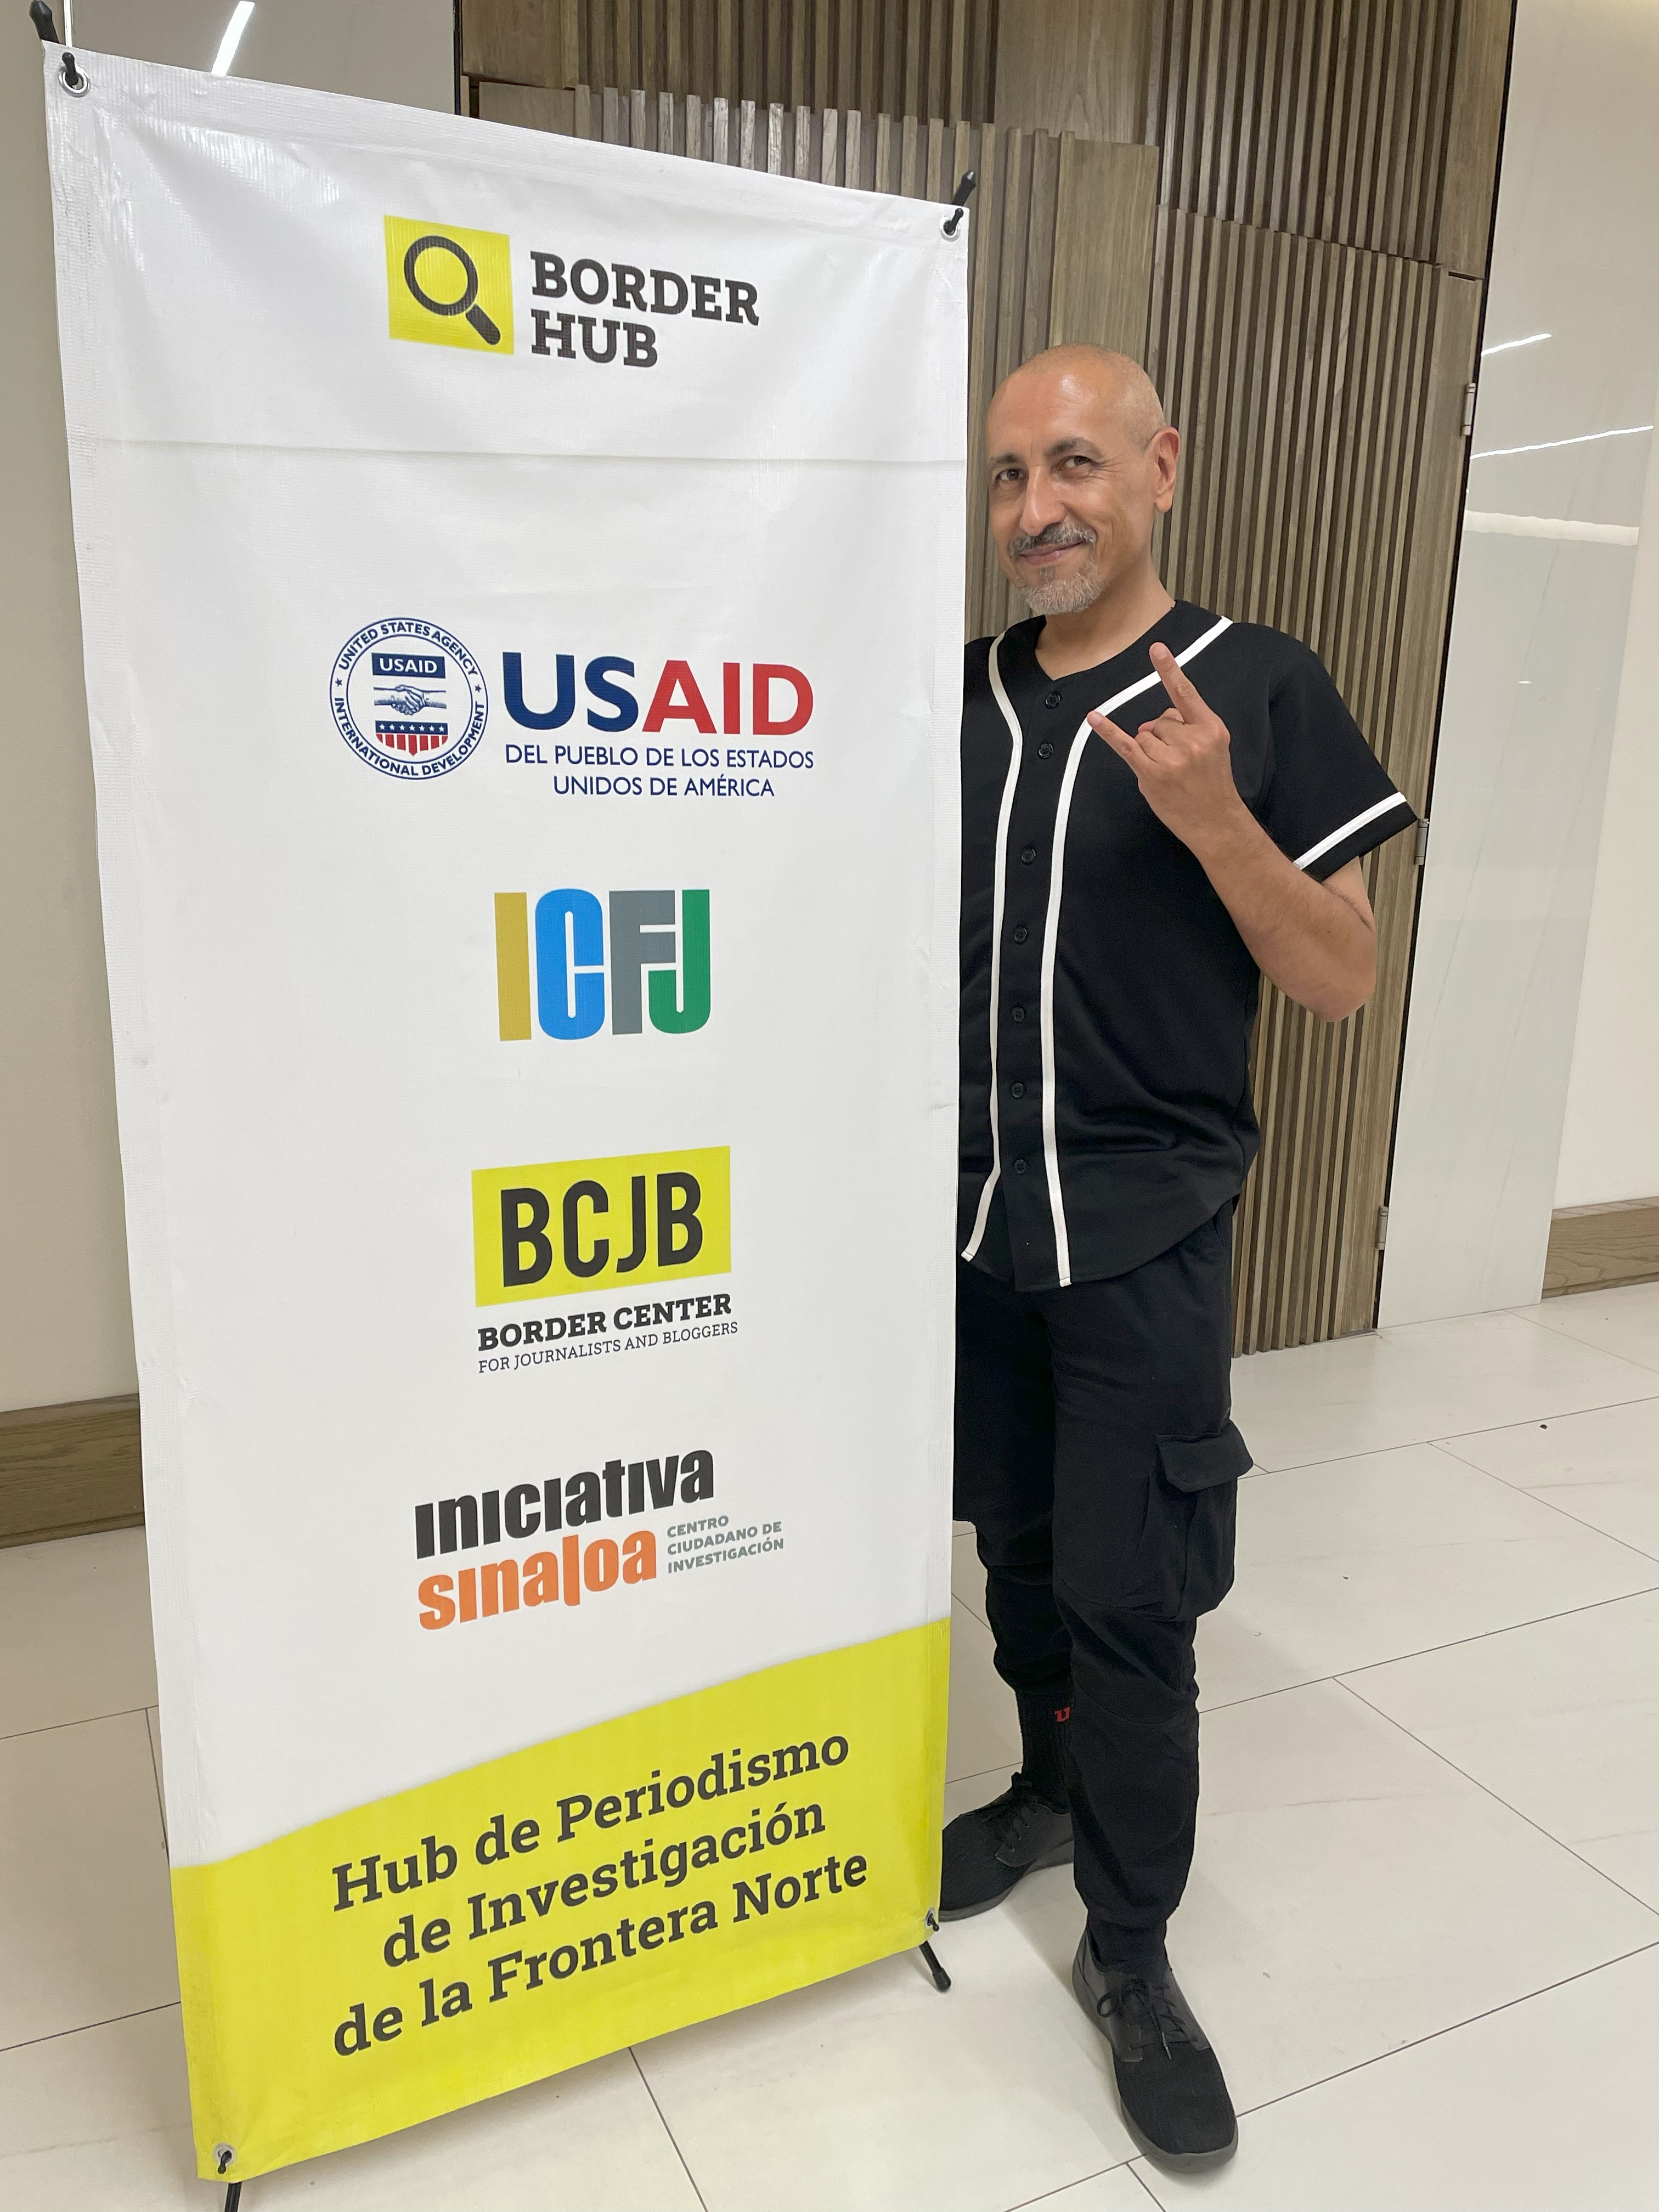 BORDER
HUB
UNITED STATES AGENCY
USAID
INTERNATIONAL DEVELOPMENT
USAID
DEL PUEBLO DE LOS ESTADOS
UNIDOS DE AMÉRICA
ICFJ
BCJB
BORDER CENTER
FOR JOURNALISTS AND BLOGGERS
iniciativa
sinaloa
CENTRO
CIUDADANO DE
INVESTIGACIÓN
Hub de Periodismo
de Investigación
de la Frontera Norte